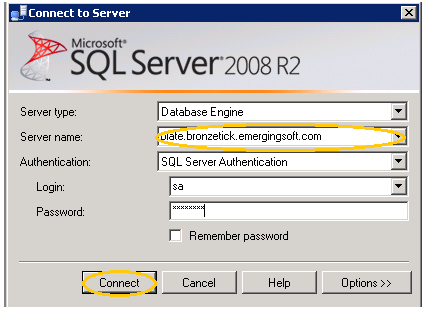 Connect to Server
Microsoft®
SQL Server® 2008 R2
Server type: Database Engine
Server name: plate.bronzetick.emergingsoft.com
Authentication: SQL Server Authentication
Login: sa
Password: ********
Remember password
Connect Cancel Help Options >>